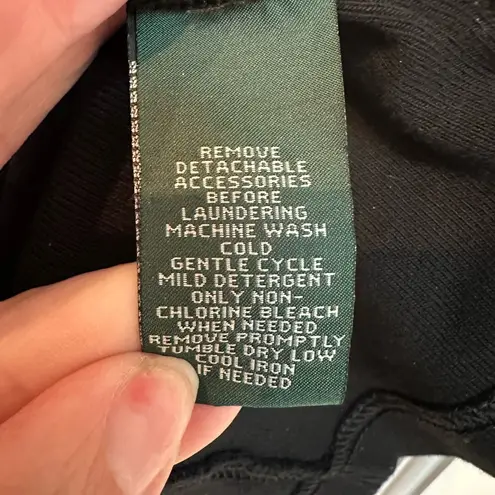 REMOVE
DETACHABLE
ACCESSORIES
BEFORE
LAUNDERING
MACHINE WASH
COLD
GENTLE CYCLE
MILD DETERGENT
ONLY NON-
CHLORINE BLEACH
WHEN NEEDED
REMOVE PROMPTLY
TUMBLE DRY LOW
COOL IRON
IF NEEDED